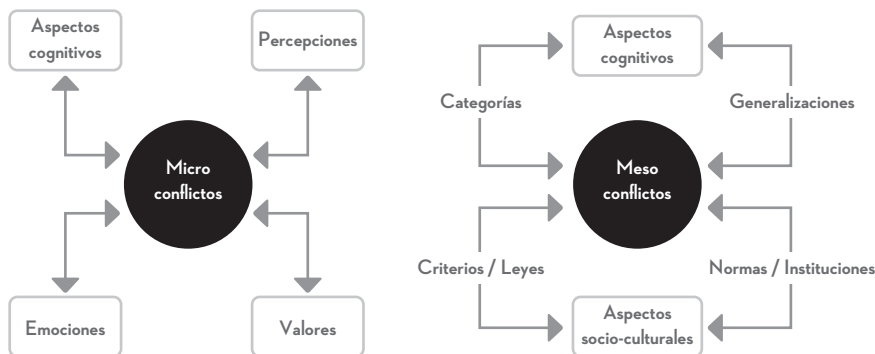 Aspectos
cognitivos
Percepciones
Micro
conflictos
Emociones
Valores
Aspectos
cognitivos
Categorías
Generalizaciones
Meso
conflictos
Criterios / Leyes
Normas / Instituciones
Aspectos
socio-culturales